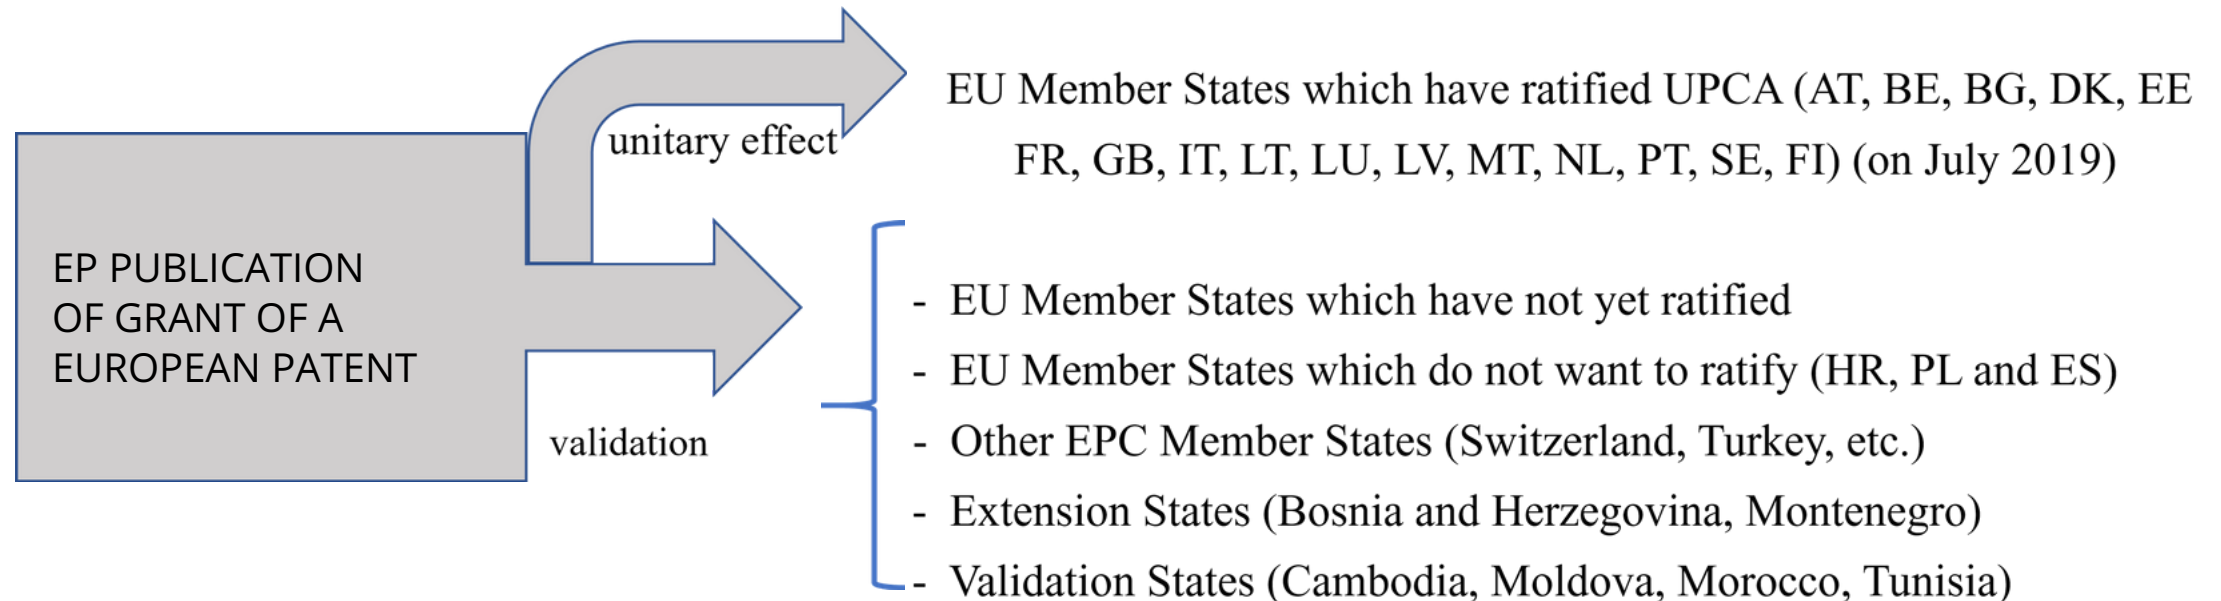 EU Member States which have ratified UPCA (AT, BE, BG, DK, EE
FR, GB, IT, LT, LU, LV, MT, NL, PT, SE, FI) (on July 2019)
unitary effect
EP PUBLICATION
OF GRANT OF A
EUROPEAN PATENT
validation
- EU Member States which have not yet ratified
- EU Member States which do not want to ratify (HR, PL and ES)
- Other EPC Member States (Switzerland, Turkey, etc.)
- Extension States (Bosnia and Herzegovina, Montenegro)
- Validation States (Cambodia, Moldova, Morocco, Tunisia)